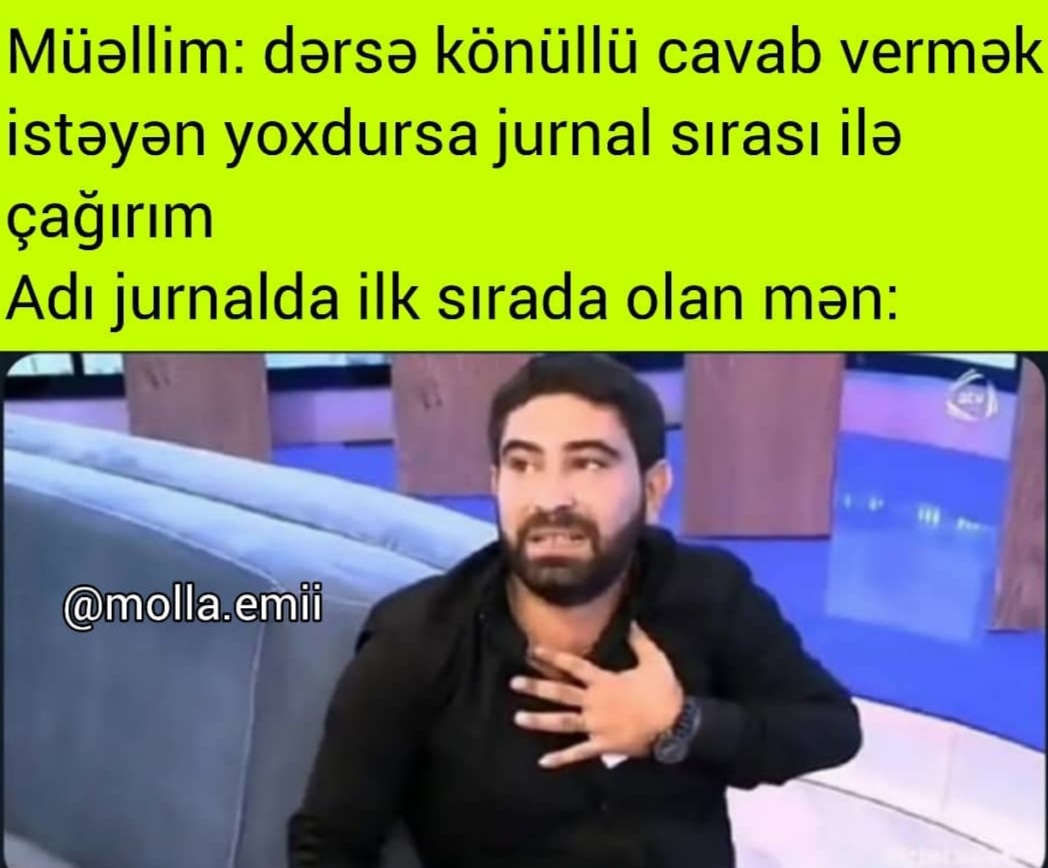 Müəllim: dərsə könüllü cavab vermək
istəyən yoxdursa jurnal sırası ilə
çağırım
Adı jurnalda ilk sırada olan mən:
atv
@molla.emii